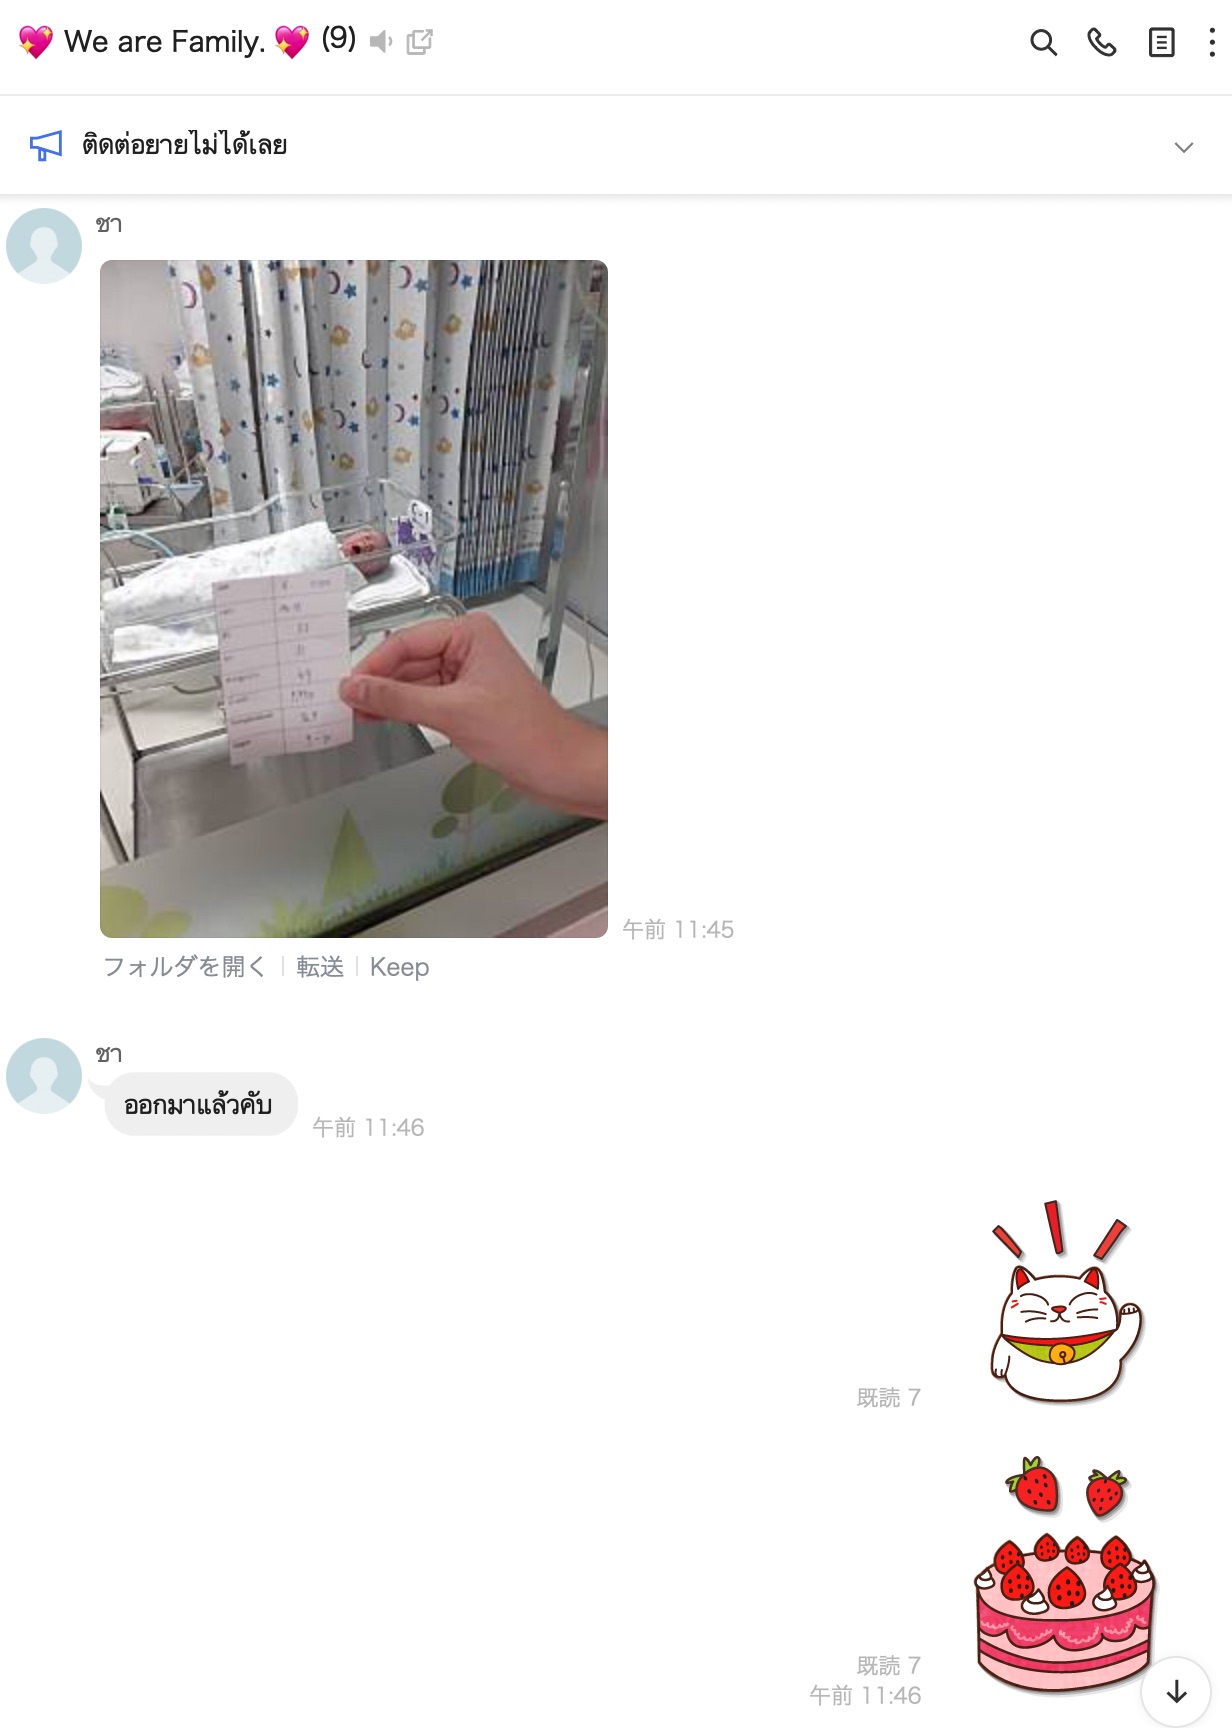 💖 We are Family. 💖 (9)
ติดต่อยายไม่ได้เลย
ชา
午前 11:45
フォルダを開く | 転送 | Keep
ชา
ออกมาแล้วคับ
午前 11:46
既読 7
既読 7
午前 11:46